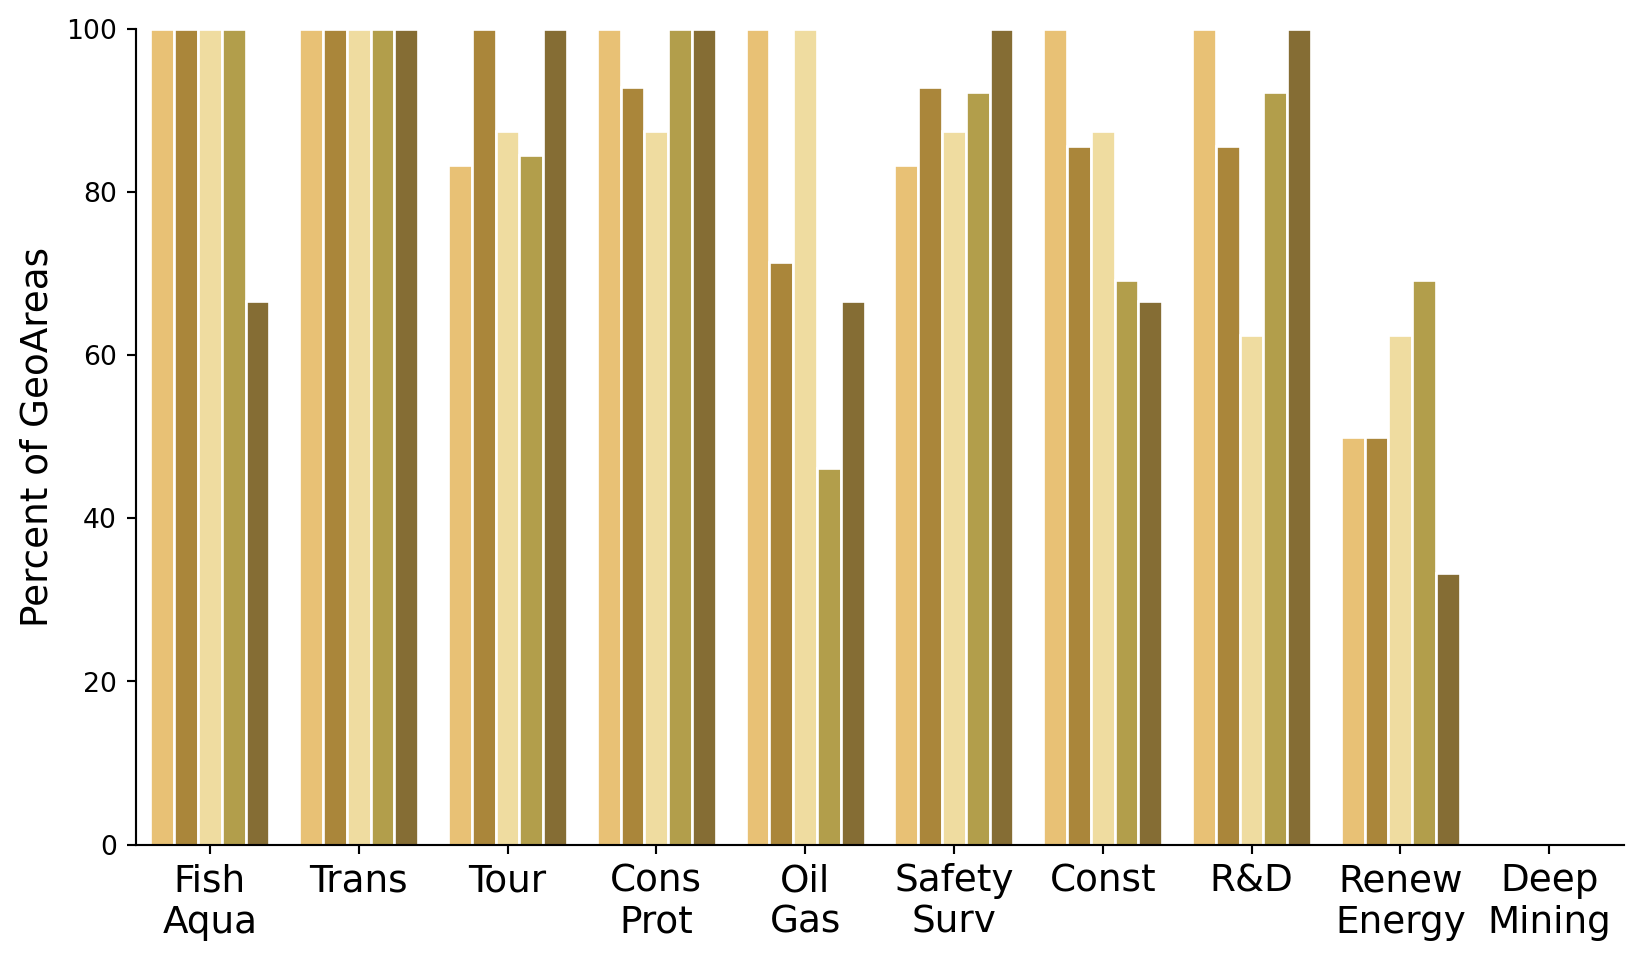 Percent of GeoAreas
100
80
60
40
20
0
Fish Aqua
Trans
Tour
Cons Prot
Oil Gas
Safety Surv
Const
R&D
Renew Energy
Deep Mining